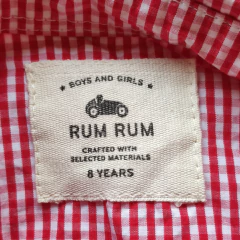 ★ BOYS AND GIRLS ★
RUM RUM
CRAFTED WITH
SELECTED MATERIALS
8 YEARS